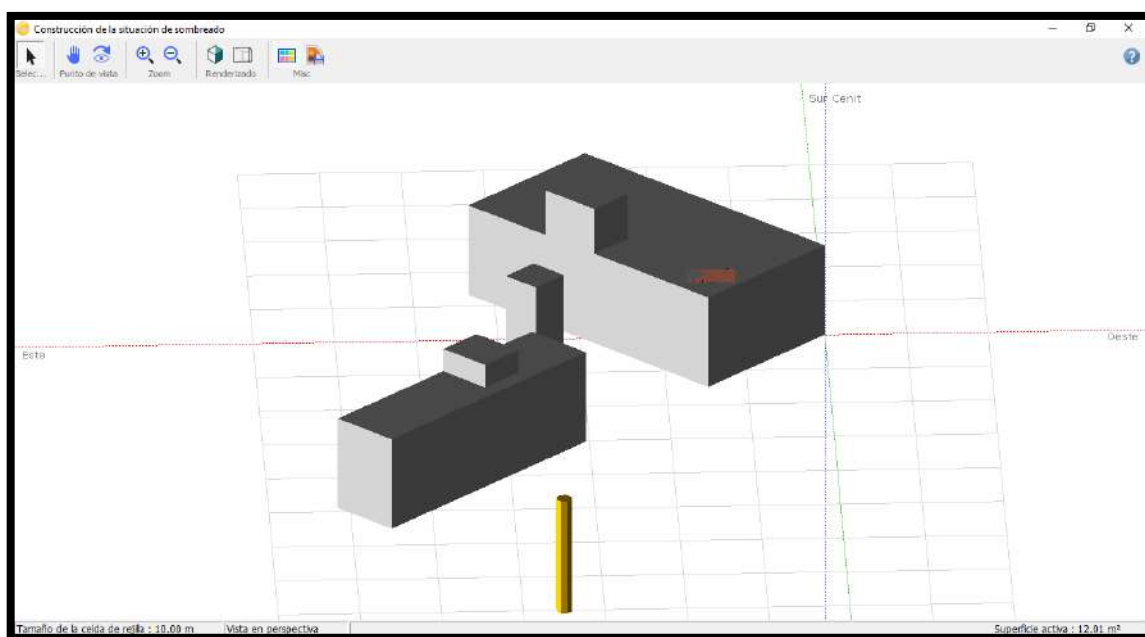 Construcción de la situación de sombreado
Selec... Punto de vista Zoom Renderizado Misc
Sur Cenit
Este
Oeste
Tamaño de la celda de rejilla : 10.00 m Vista en perspectiva Superficie activa : 12.01 m²